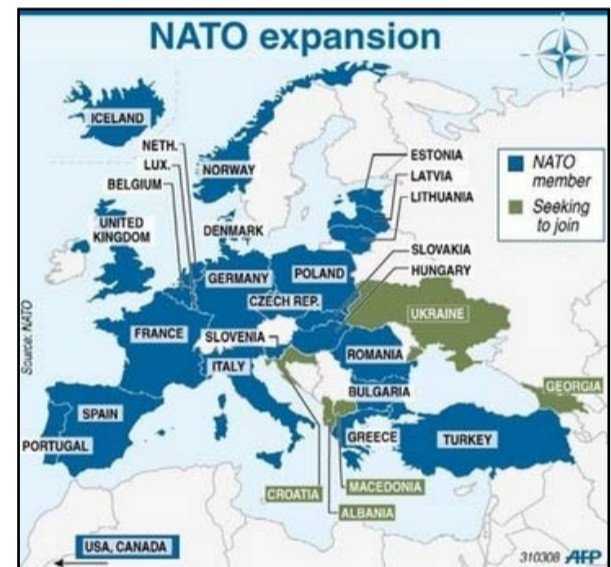 NATO expansion
ICELAND
NETH.
LUX.
BELGIUM
NORWAY
ESTONIA
LATVIA
LITHUANIA
NATO
member
Seeking
to join
UNITED
KINGDOM
DENMARK
SLOVAKIA
HUNGARY
GERMANY
POLAND
CZECH REP.
UKRAINE
FRANCE
SLOVENIA
ROMANIA
ITALY
BULGARIA
GEORGIA
SPAIN
PORTUGAL
GREECE
TURKEY
CROATIA
MACEDONIA
ALBANIA
USA, CANADA
Source: NATO
310308 AFP